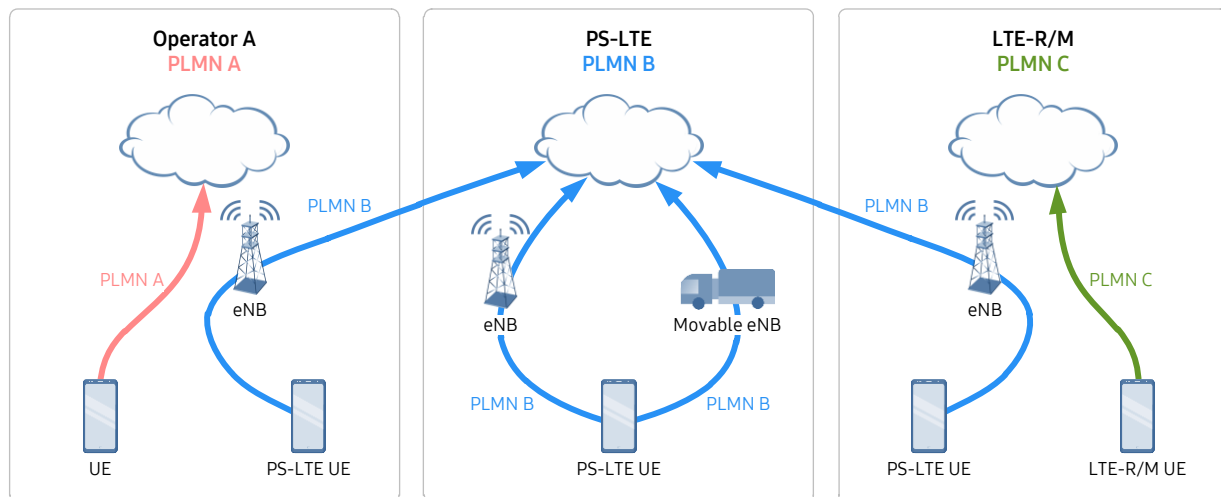 Operator A
PLMN A
PLMN B
PLMN A
eNB
UE
PS-LTE UE
PS-LTE
PLMN B
eNB
Movable eNB
PLMN B
PLMN B
PS-LTE UE
LTE-R/M
PLMN C
PLMN B
PLMN C
eNB
PS-LTE UE
LTE-R/M UE